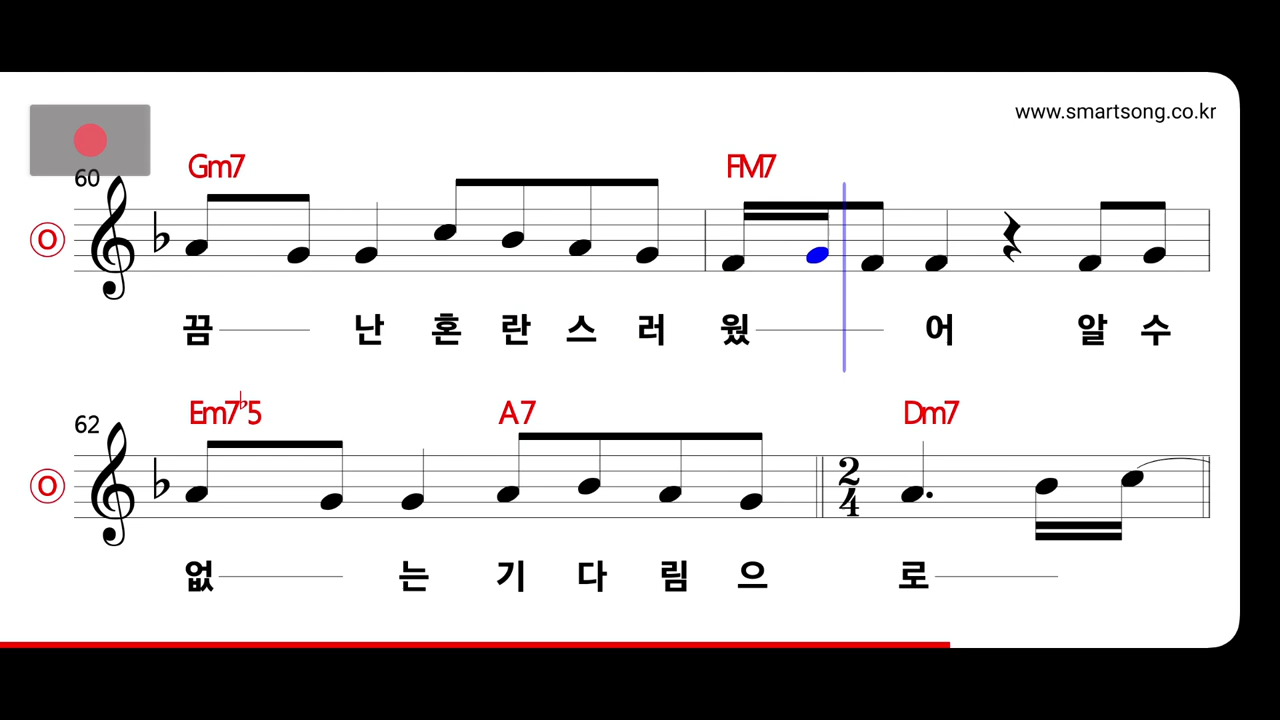 www.smartsong.co.kr
60
Gm7 FM7
O
끔 난 혼 란 스 러 웠 어 알 수
62
Em7♭5 A7 Dm7
O
2
4
없 는 기 다 림 으 로